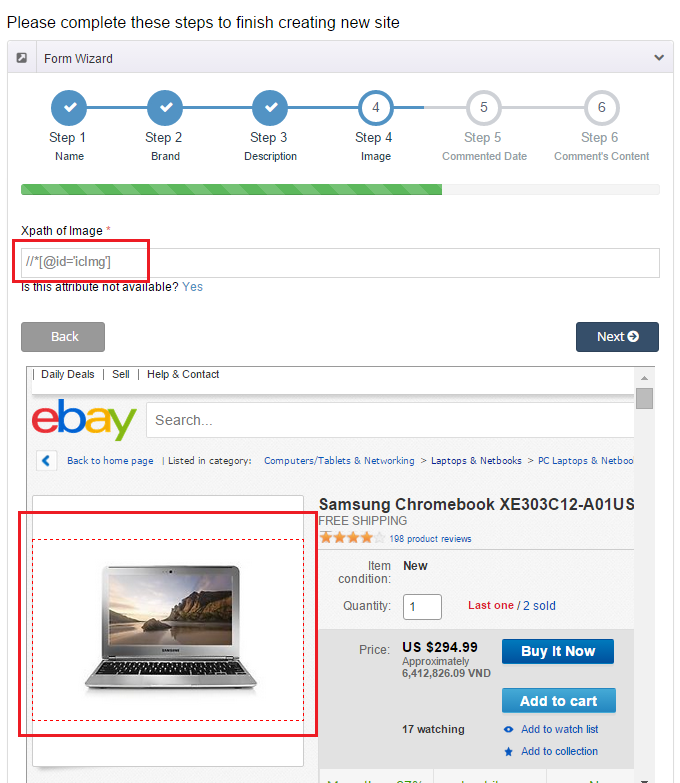 Please complete these steps to finish creating new site
Form Wizard
4 5 6
Step 1 Step 2 Step 3 Step 4 Step 5 Step 6
Name Brand Description Image Commented Date Comment's Content
Xpath of Image *
//*[@id='icImg']
Is this attribute not available? Yes
Back Next
| Daily Deals | Sell | Help & Contact
ebay Search...
Back to home page | Listed in category: Computers/Tablets & Networking > Laptops & Netbooks > PC Laptops & Netboo
Samsung Chromebook XE303C12-A01US
FREE SHIPPING
198 product reviews
Item condition: New
Quantity: 1 Last one / 2 sold
Price: US $294.99 Buy It Now
Approximately
6,412,826.09 VND
Add to cart
17 watching Add to watch list
Add to collection
SAMSUNG